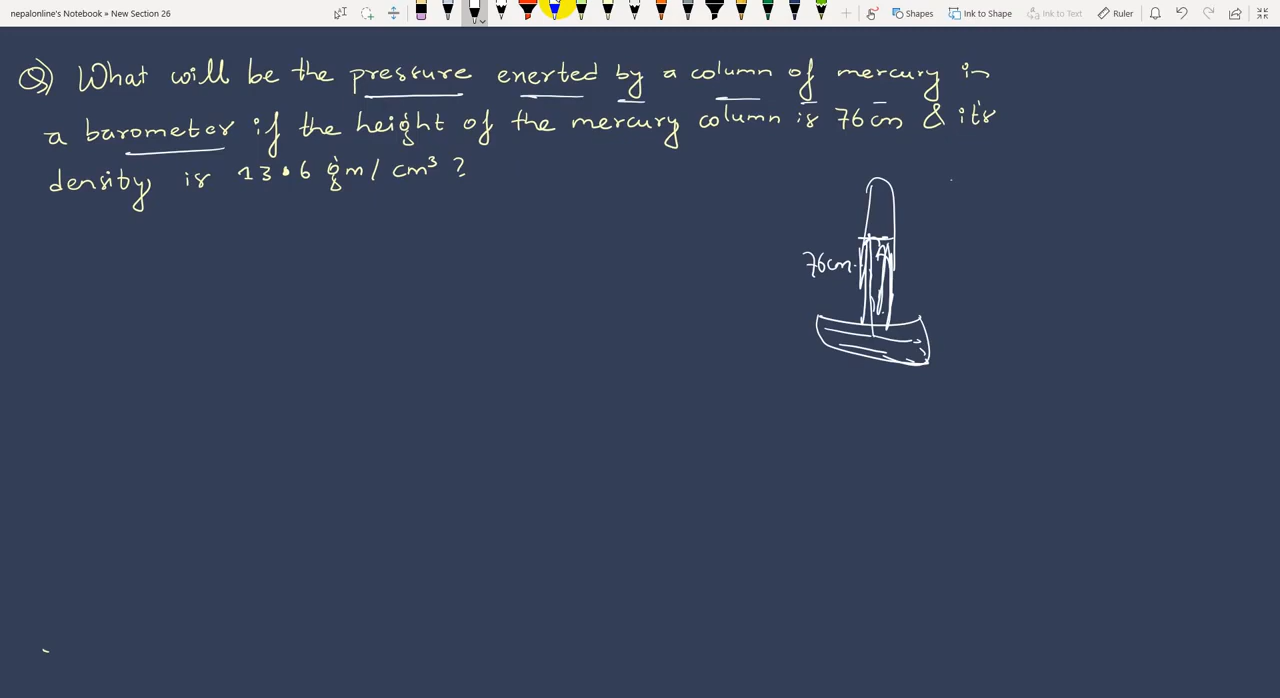 nepalonline's Notebook » New Section 26
Shapes
Ink to Shape
Ink to Text
Ruler
Q) What will be the pressure enerted by a column of mercury in
a barometer if the height of the mercury column is 76 cm & it's
density is 13.6 gm/ cm³ ?
76cm